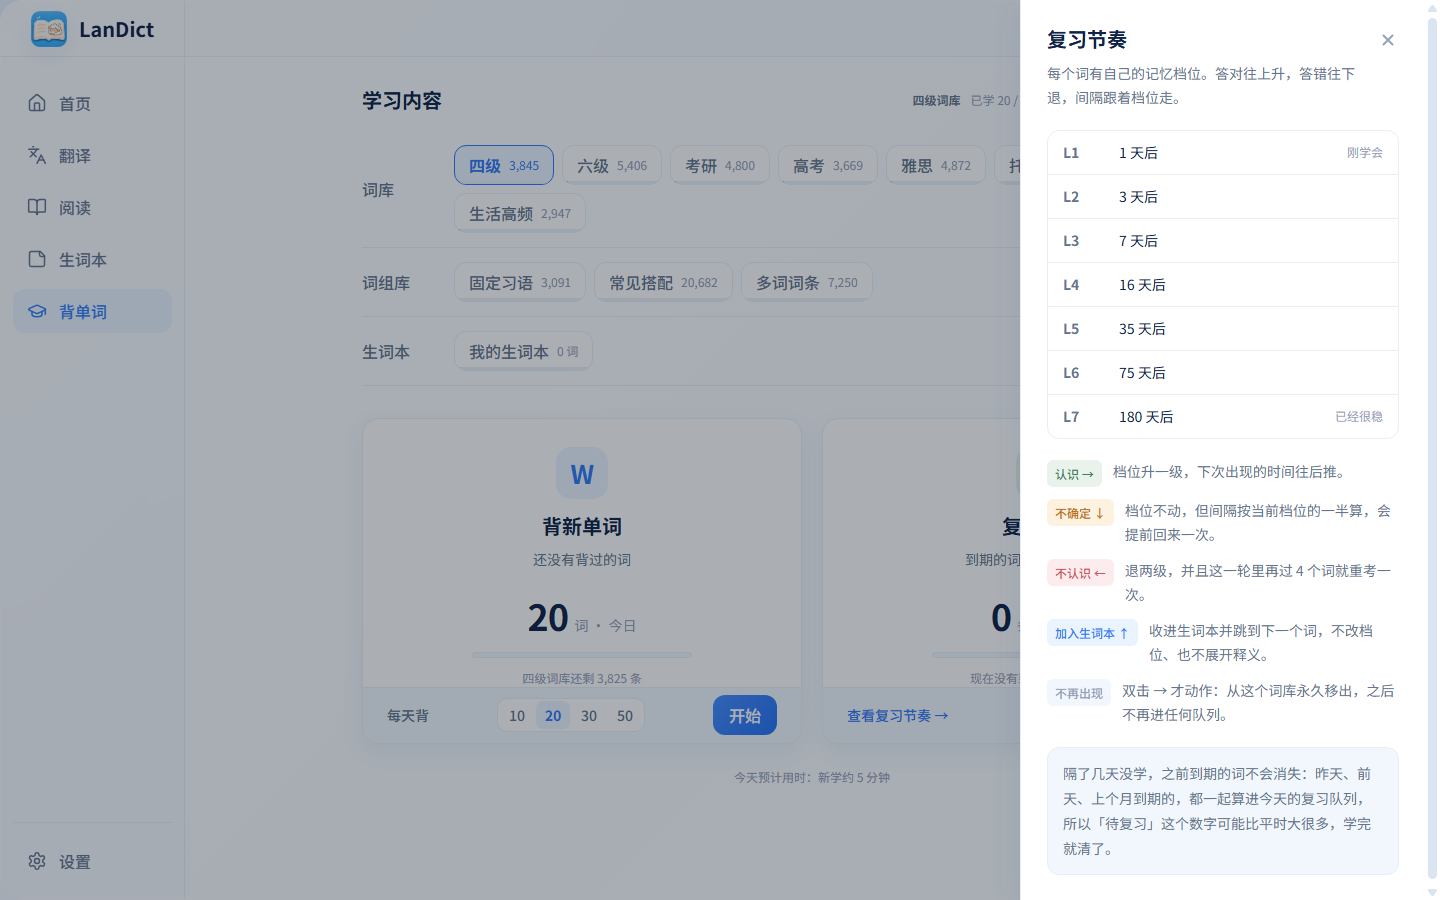 LanDict
首页
翻译
阅读
生词本
背单词
设置
学习内容
四级词库 已学 20 /
词库
四级 3,845
六级 5,406
考研 4,800
高考 3,669
雅思 4,872
生活高频 2,947
词组库
固定习语 3,091
常见搭配 20,682
多词词条 7,250
生词本
我的生词本 0 词
W
背新单词
还没有背过的词
20 词 · 今日
四级词库还剩 3,825 条
每天背
10 20 30 50
开始
到期的词
0
现在没有
查看复习节奏 →
今天预计用时：新学约 5 分钟
复习节奏
每个词有自己的记忆档位。答对往上升，答错往下
退，间隔跟着档位走。
L1 1 天后 刚学会
L2 3 天后
L3 7 天后
L4 16 天后
L5 35 天后
L6 75 天后
L7 180 天后 已经很稳
认识 → 档位升一级，下次出现的时间往后推。
不确定 ↓ 档位不动，但间隔按当前档位的一半算，会
提前回来一次。
不认识 ← 退两级，并且这一轮里再过 4 个词就重考一
次。
加入生词本 ↑ 收进生词本并跳到下一个词，不改档
位、也不展开释义。
不再出现 双击 → 才动作：从这个词库永久移出，之后
不再进任何队列。
隔了几天没学，之前到期的词不会消失：昨天、前
天、上个月到期的，都一起算进今天的复习队列，
所以「待复习」这个数字可能比平时大很多，学完
就清了。